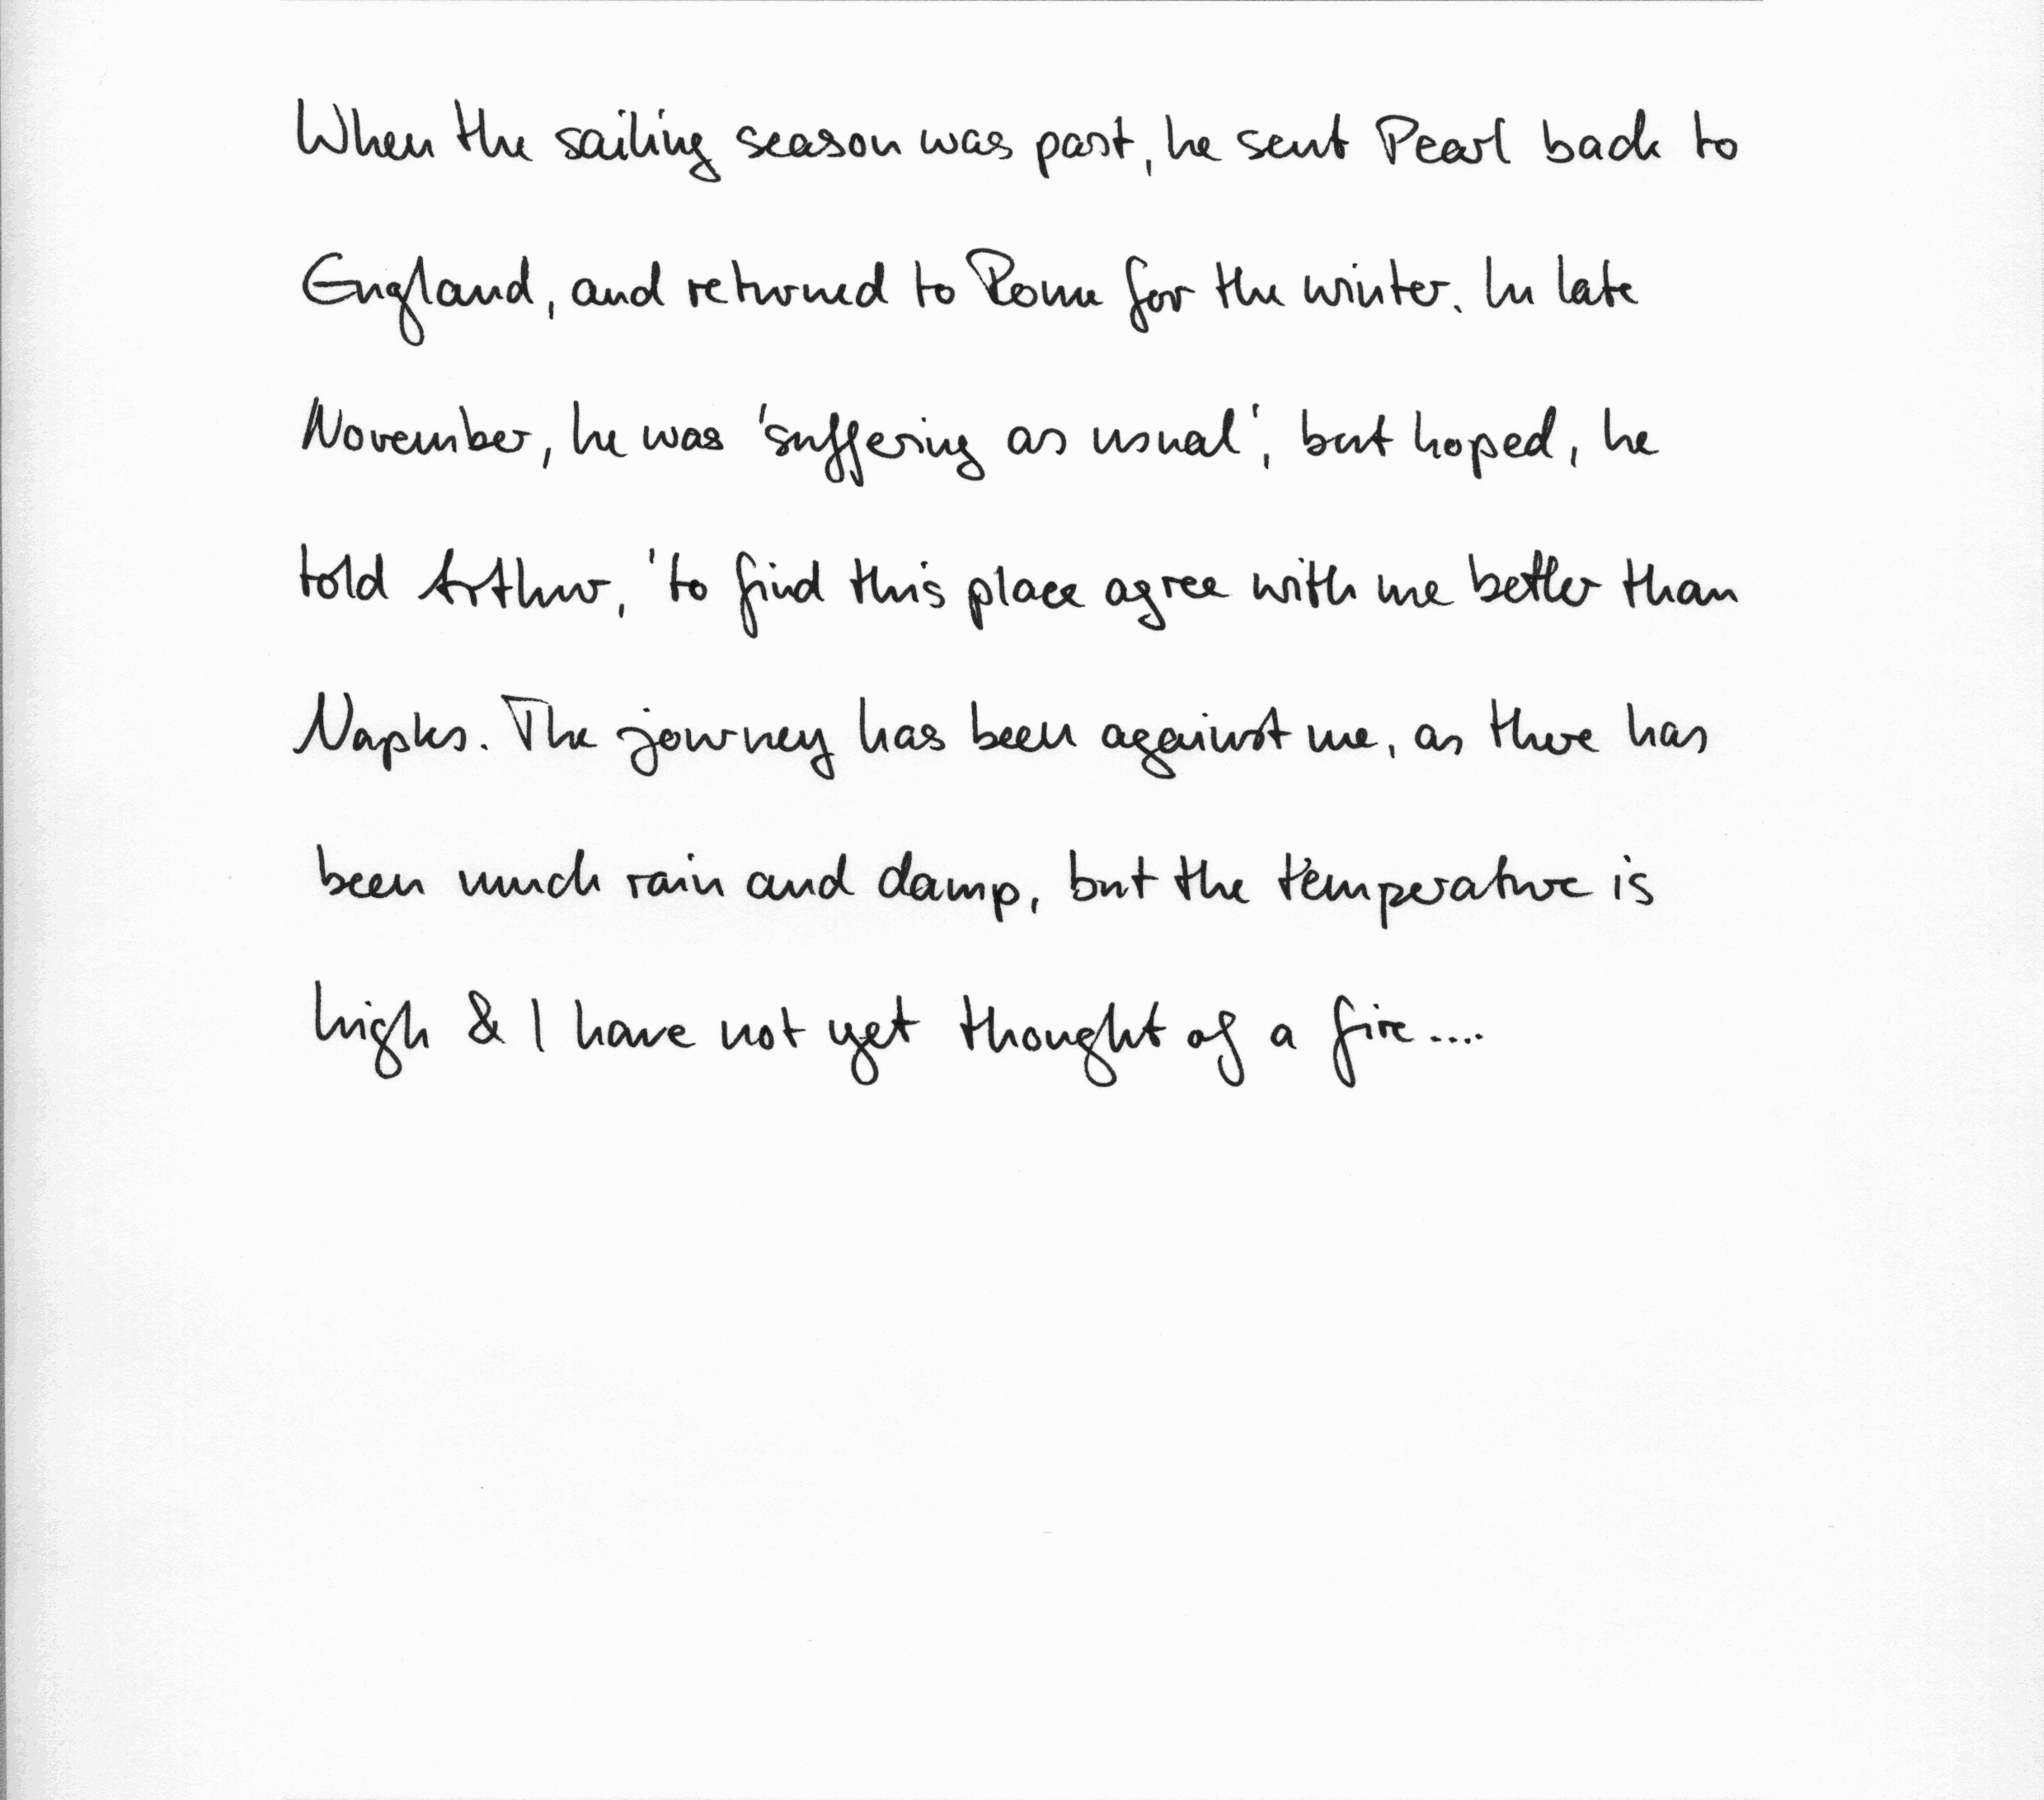 When the sailing season was past, he sent Pearl back to
England, and returned to Rome for the winter. In late
November, he was 'suffering as usual', but hoped, he
told Arthur, 'to find this place agree with me better than
Naples. The journey has been against me, as there has
been much rain and damp, but the temperature is
high & I have not yet thought of a fire....